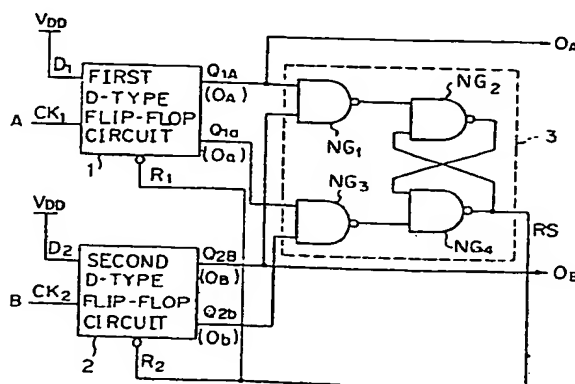 VDD
D1
FIRST
D-TYPE
FLIP-FLOP
CIRCUIT
A
CK1
1
R1
Q1A
(OA)
Q1a
(Oa)
NG1
NG2
NG3
NG4
3
OA
RS
VDD
D2
SECOND
D-TYPE
FLIP-FLOP
CIRCUIT
B
CK2
2
R2
Q2B
(OB)
Q2b
(Ob)
OB